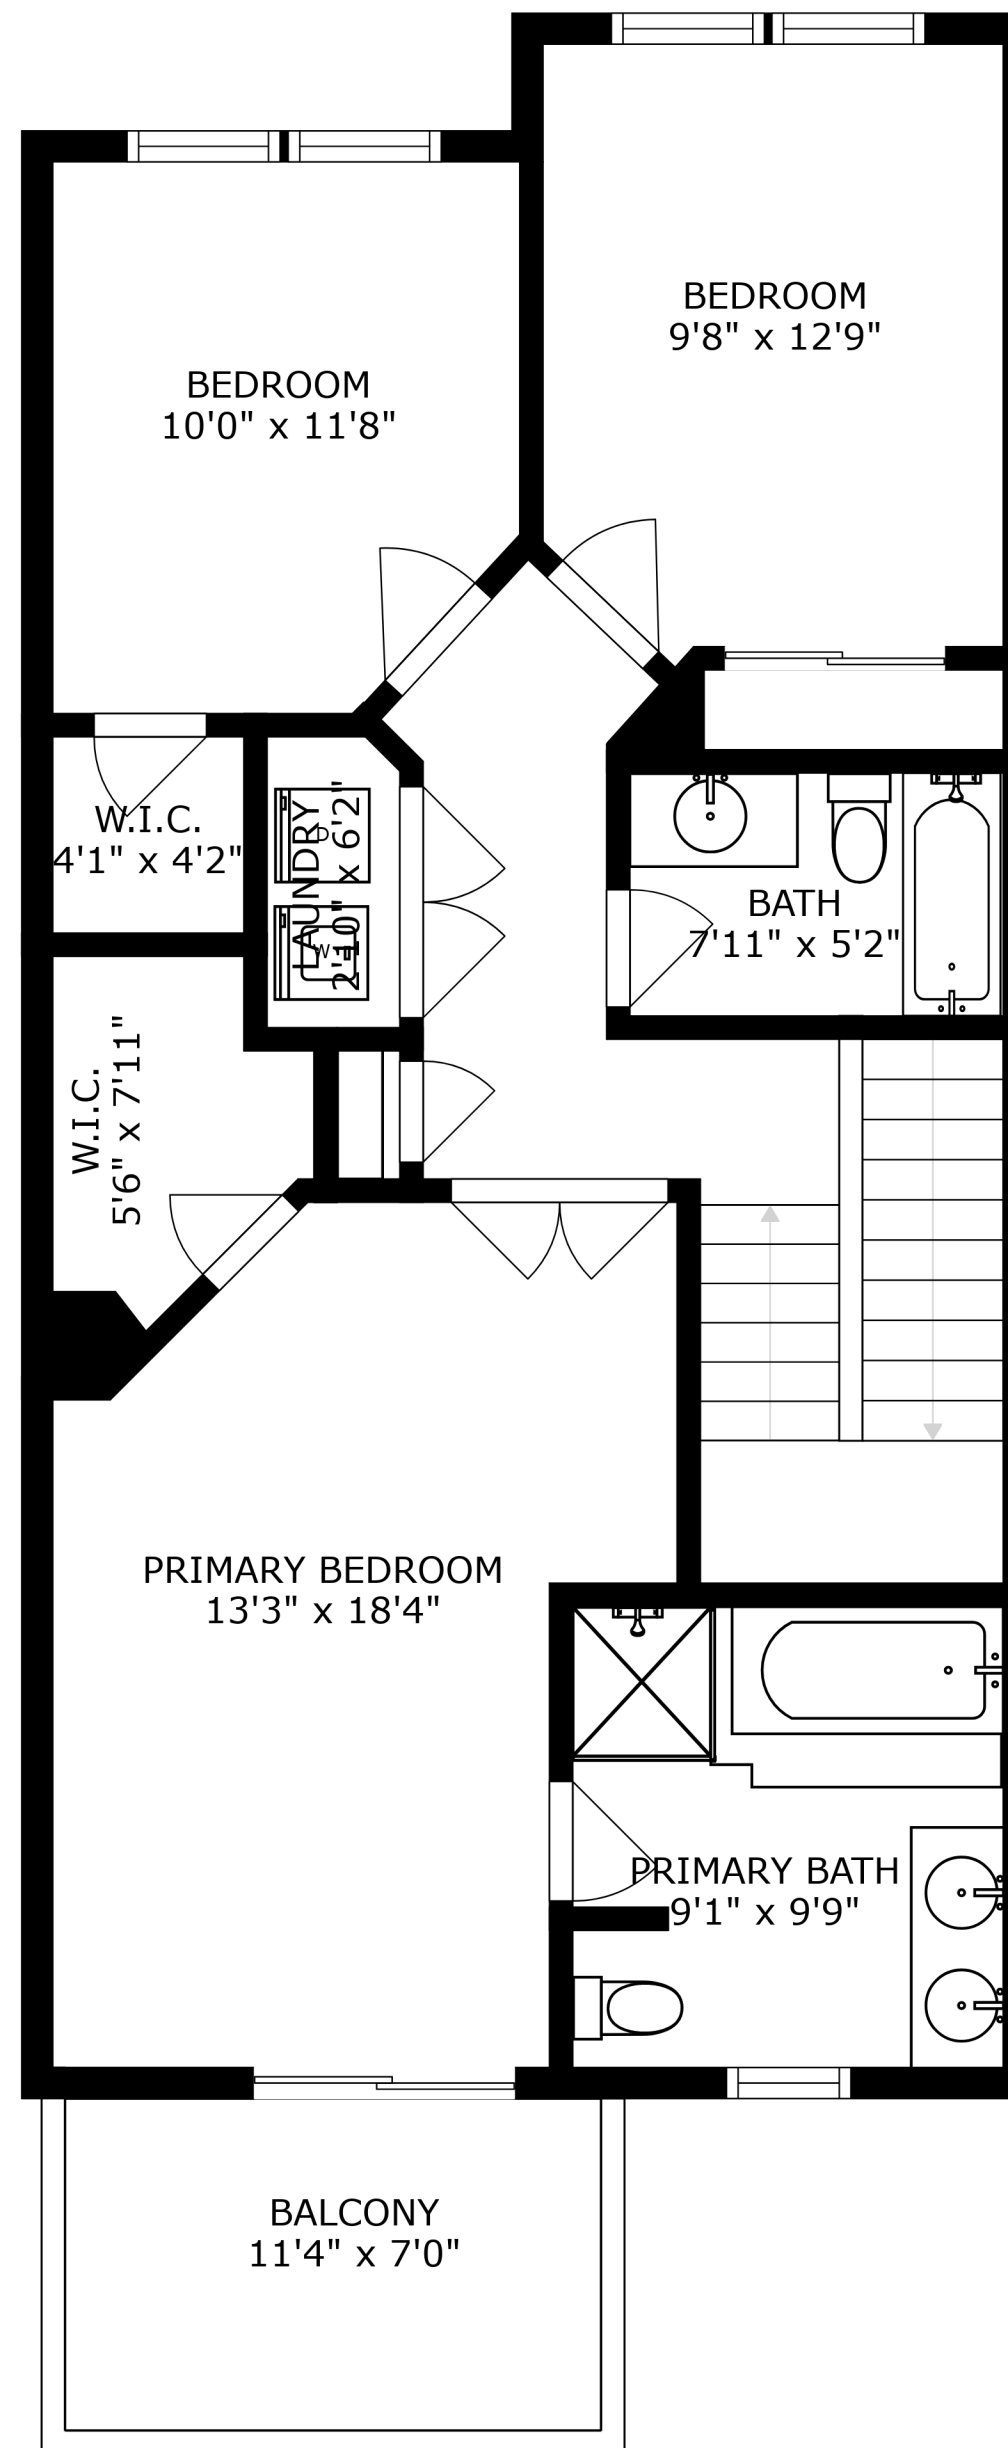 BEDROOM
9'8" x 12'9"
BEDROOM
10'0" x 11'8"
W.I.C.
4'1" x 4'2"
LAUNDRY
2'10" x 6'2"
D
W
BATH
7'11" x 5'2"
W.I.C.
5'6" x 7'11"
PRIMARY BEDROOM
13'3" x 18'4"
PRIMARY BATH
9'1" x 9'9"
BALCONY
11'4" x 7'0"